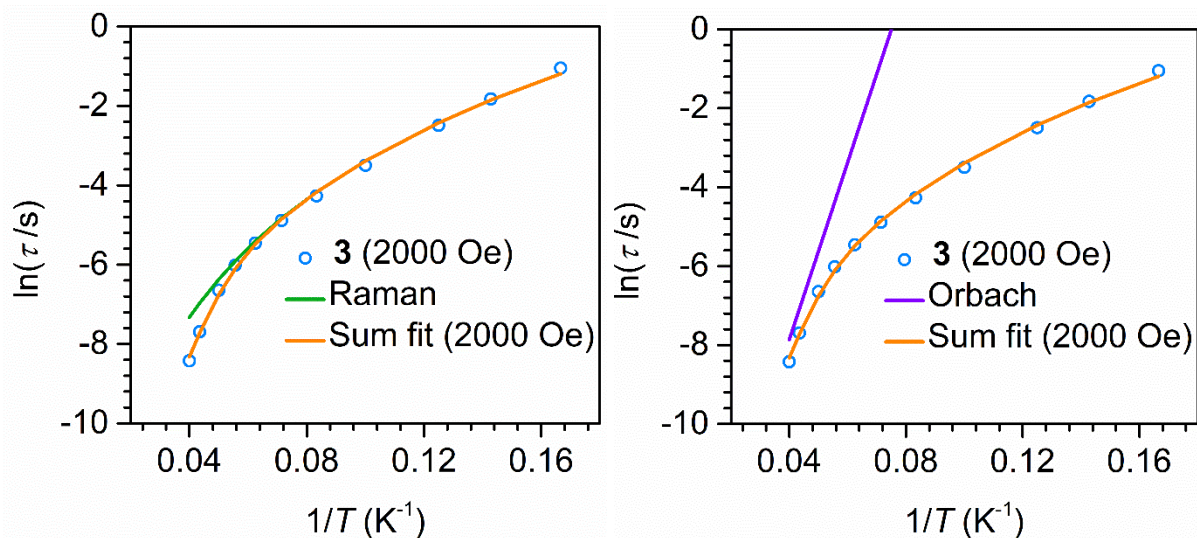 0
-2
-4
-6
-8
-10
ln(τ /s)
3 (2000 Oe)
Raman
Sum fit (2000 Oe)
0.04 0.08 0.12 0.16
1/T (K⁻¹)
0
-2
-4
-6
-8
-10
ln(τ /s)
3 (2000 Oe)
Orbach
Sum fit (2000 Oe)
0.04 0.08 0.12 0.16
1/T (K⁻¹)